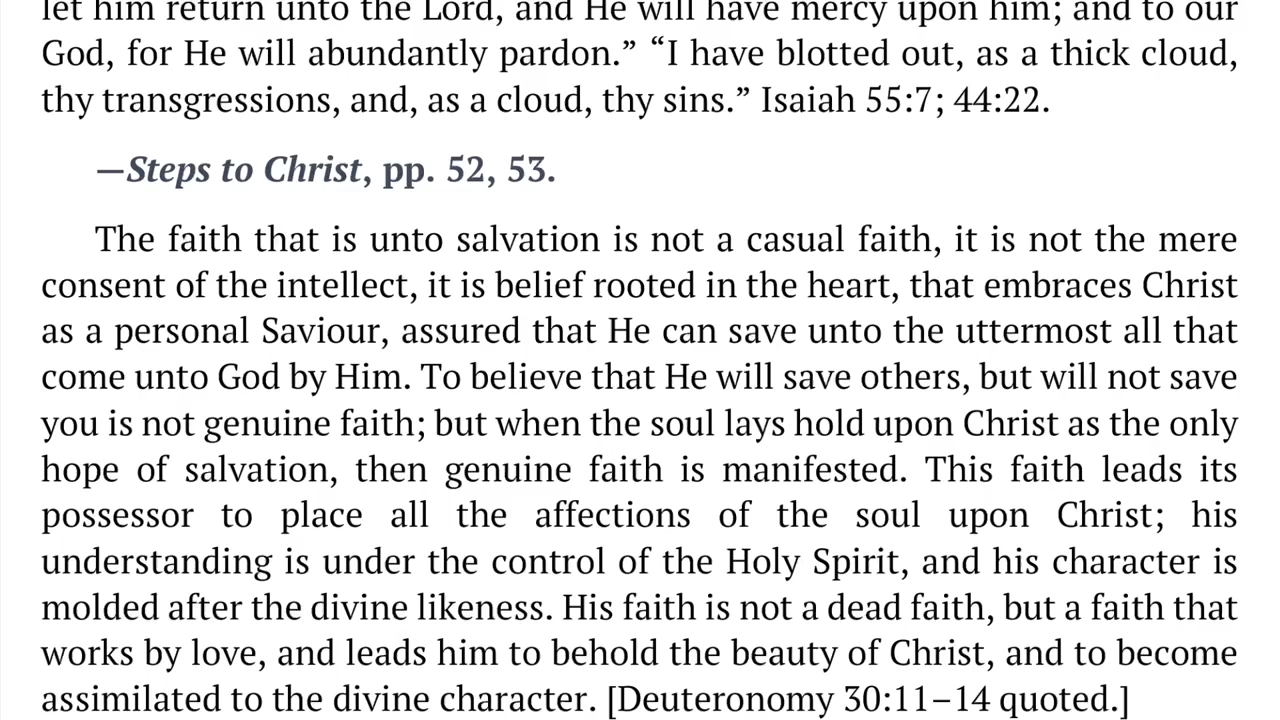 let him return unto the Lord, and He will have mercy upon him; and to our
God, for He will abundantly pardon.” “I have blotted out, as a thick cloud,
thy transgressions, and, as a cloud, thy sins.” Isaiah 55:7; 44:22.
—Steps to Christ, pp. 52, 53.
The faith that is unto salvation is not a casual faith, it is not the mere
consent of the intellect, it is belief rooted in the heart, that embraces Christ
as a personal Saviour, assured that He can save unto the uttermost all that
come unto God by Him. To believe that He will save others, but will not save
you is not genuine faith; but when the soul lays hold upon Christ as the only
hope of salvation, then genuine faith is manifested. This faith leads its
possessor to place all the affections of the soul upon Christ; his
understanding is under the control of the Holy Spirit, and his character is
molded after the divine likeness. His faith is not a dead faith, but a faith that
works by love, and leads him to behold the beauty of Christ, and to become
assimilated to the divine character. [Deuteronomy 30:11–14 quoted.]